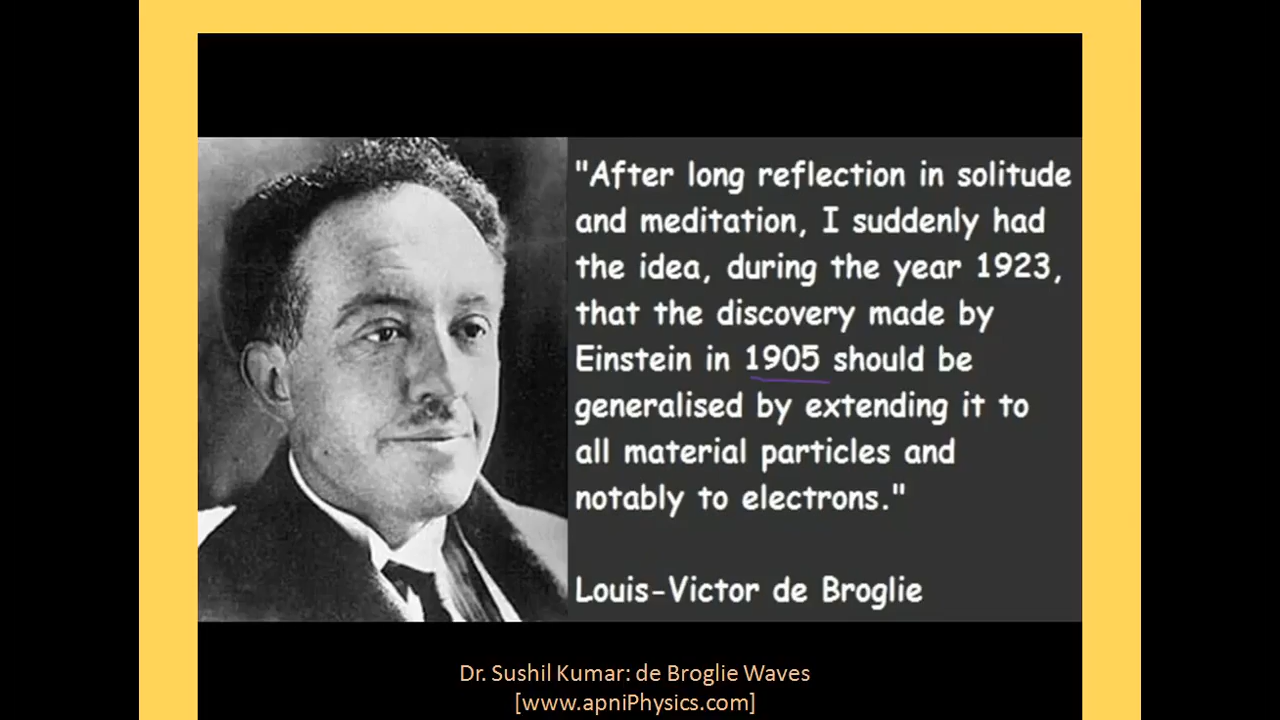 "After long reflection in solitude
and meditation, I suddenly had
the idea, during the year 1923,
that the discovery made by
Einstein in 1905 should be
generalised by extending it to
all material particles and
notably to electrons."
Louis-Victor de Broglie
Dr. Sushil Kumar: de Broglie Waves
[www.apniPhysics.com]